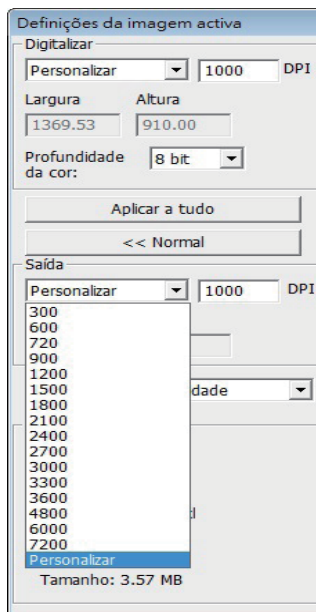 Definições da imagem activa
Digitalizar
Personalizar 1000 DPI
Largura Altura
1369.53 910.00
Profundidade da cor: 8 bit
Aplicar a tudo
<< Normal
Saída
Personalizar 1000 DPI
300
600
720
900
1200
1500
1800
2100
2400
2700
3000
3300
3600
4800
6000
7200
Personalizar
dade
Tamanho: 3.57 MB